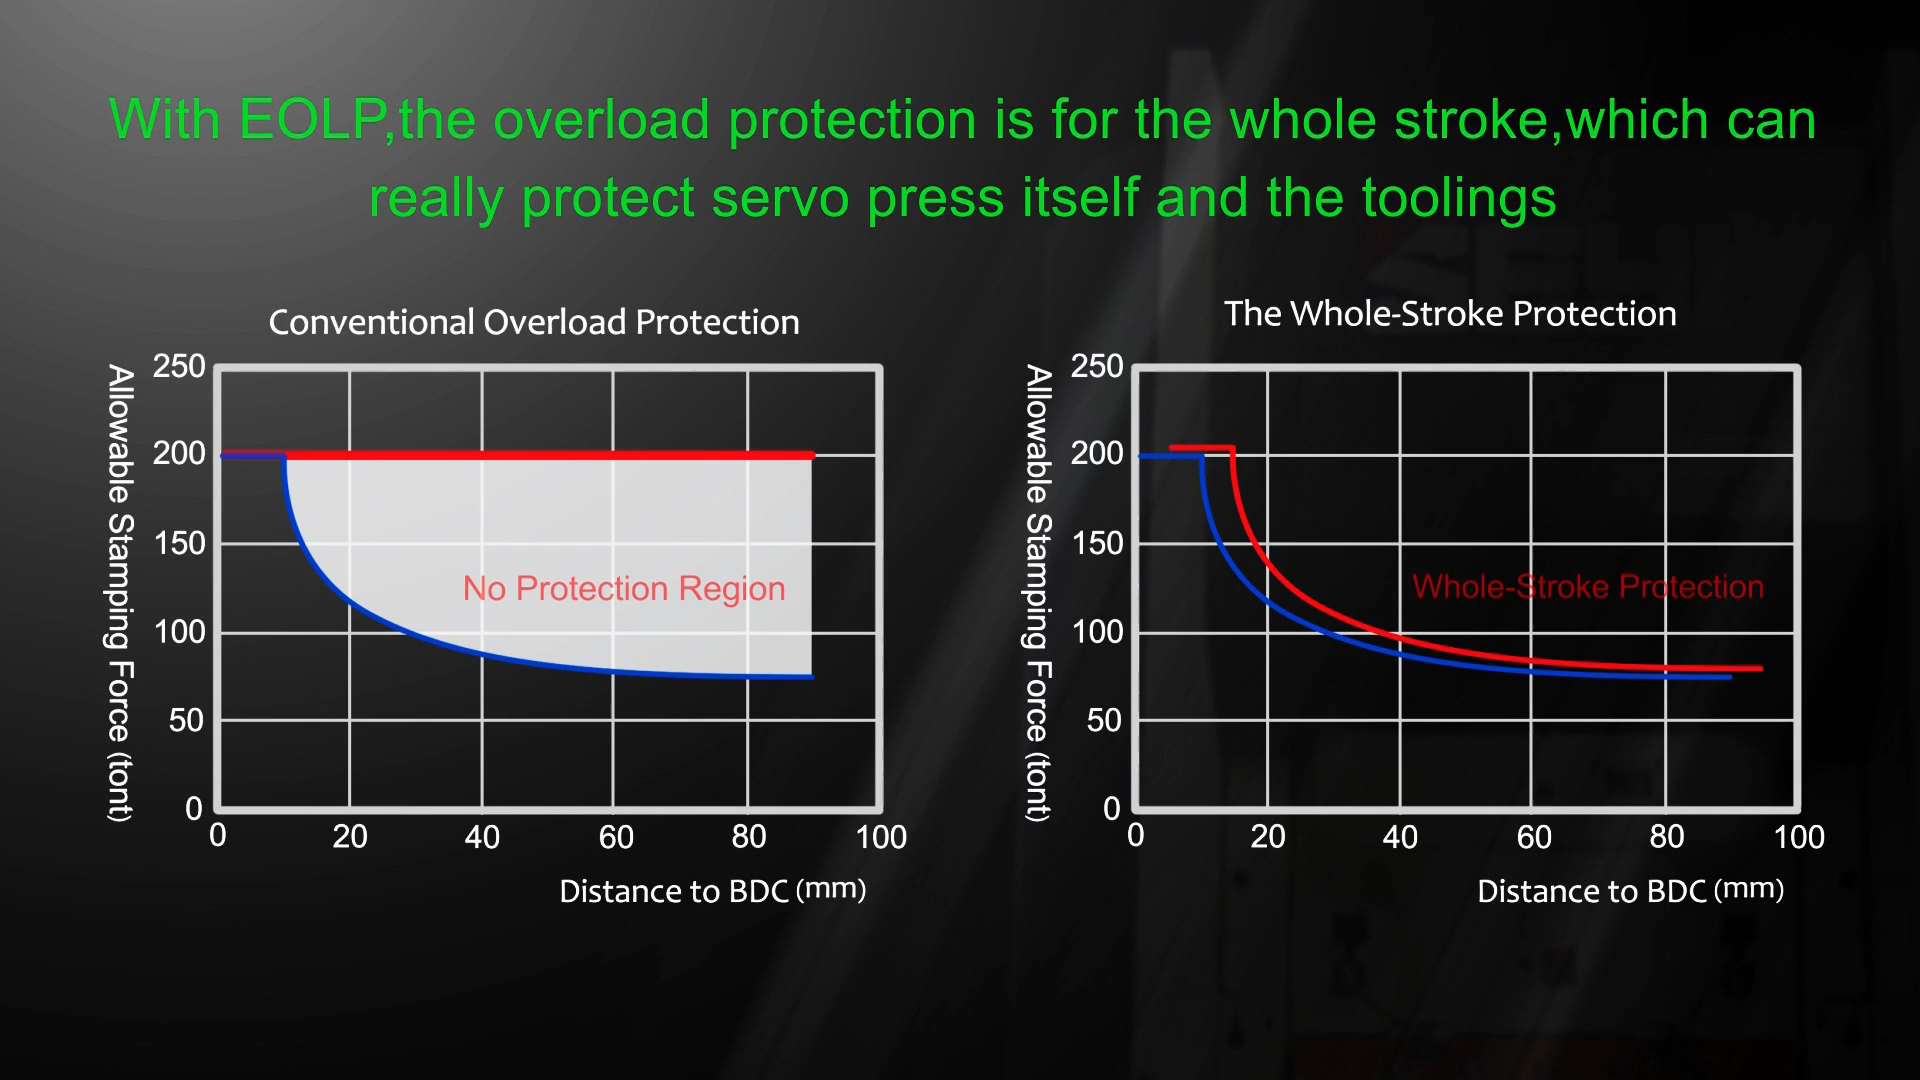 With EOLP,the overload protection is for the whole stroke,which can
really protect servo press itself and the toolings
Conventional Overload Protection
Allowable Stamping Force (tont)
250
200
150
100
50
0
No Protection Region
0 20 40 60 80 100
Distance to BDC (mm)
The Whole-Stroke Protection
Allowable Stamping Force (tont)
250
200
150
100
50
0
Whole-Stroke Protection
0 20 40 60 80 100
Distance to BDC (mm)